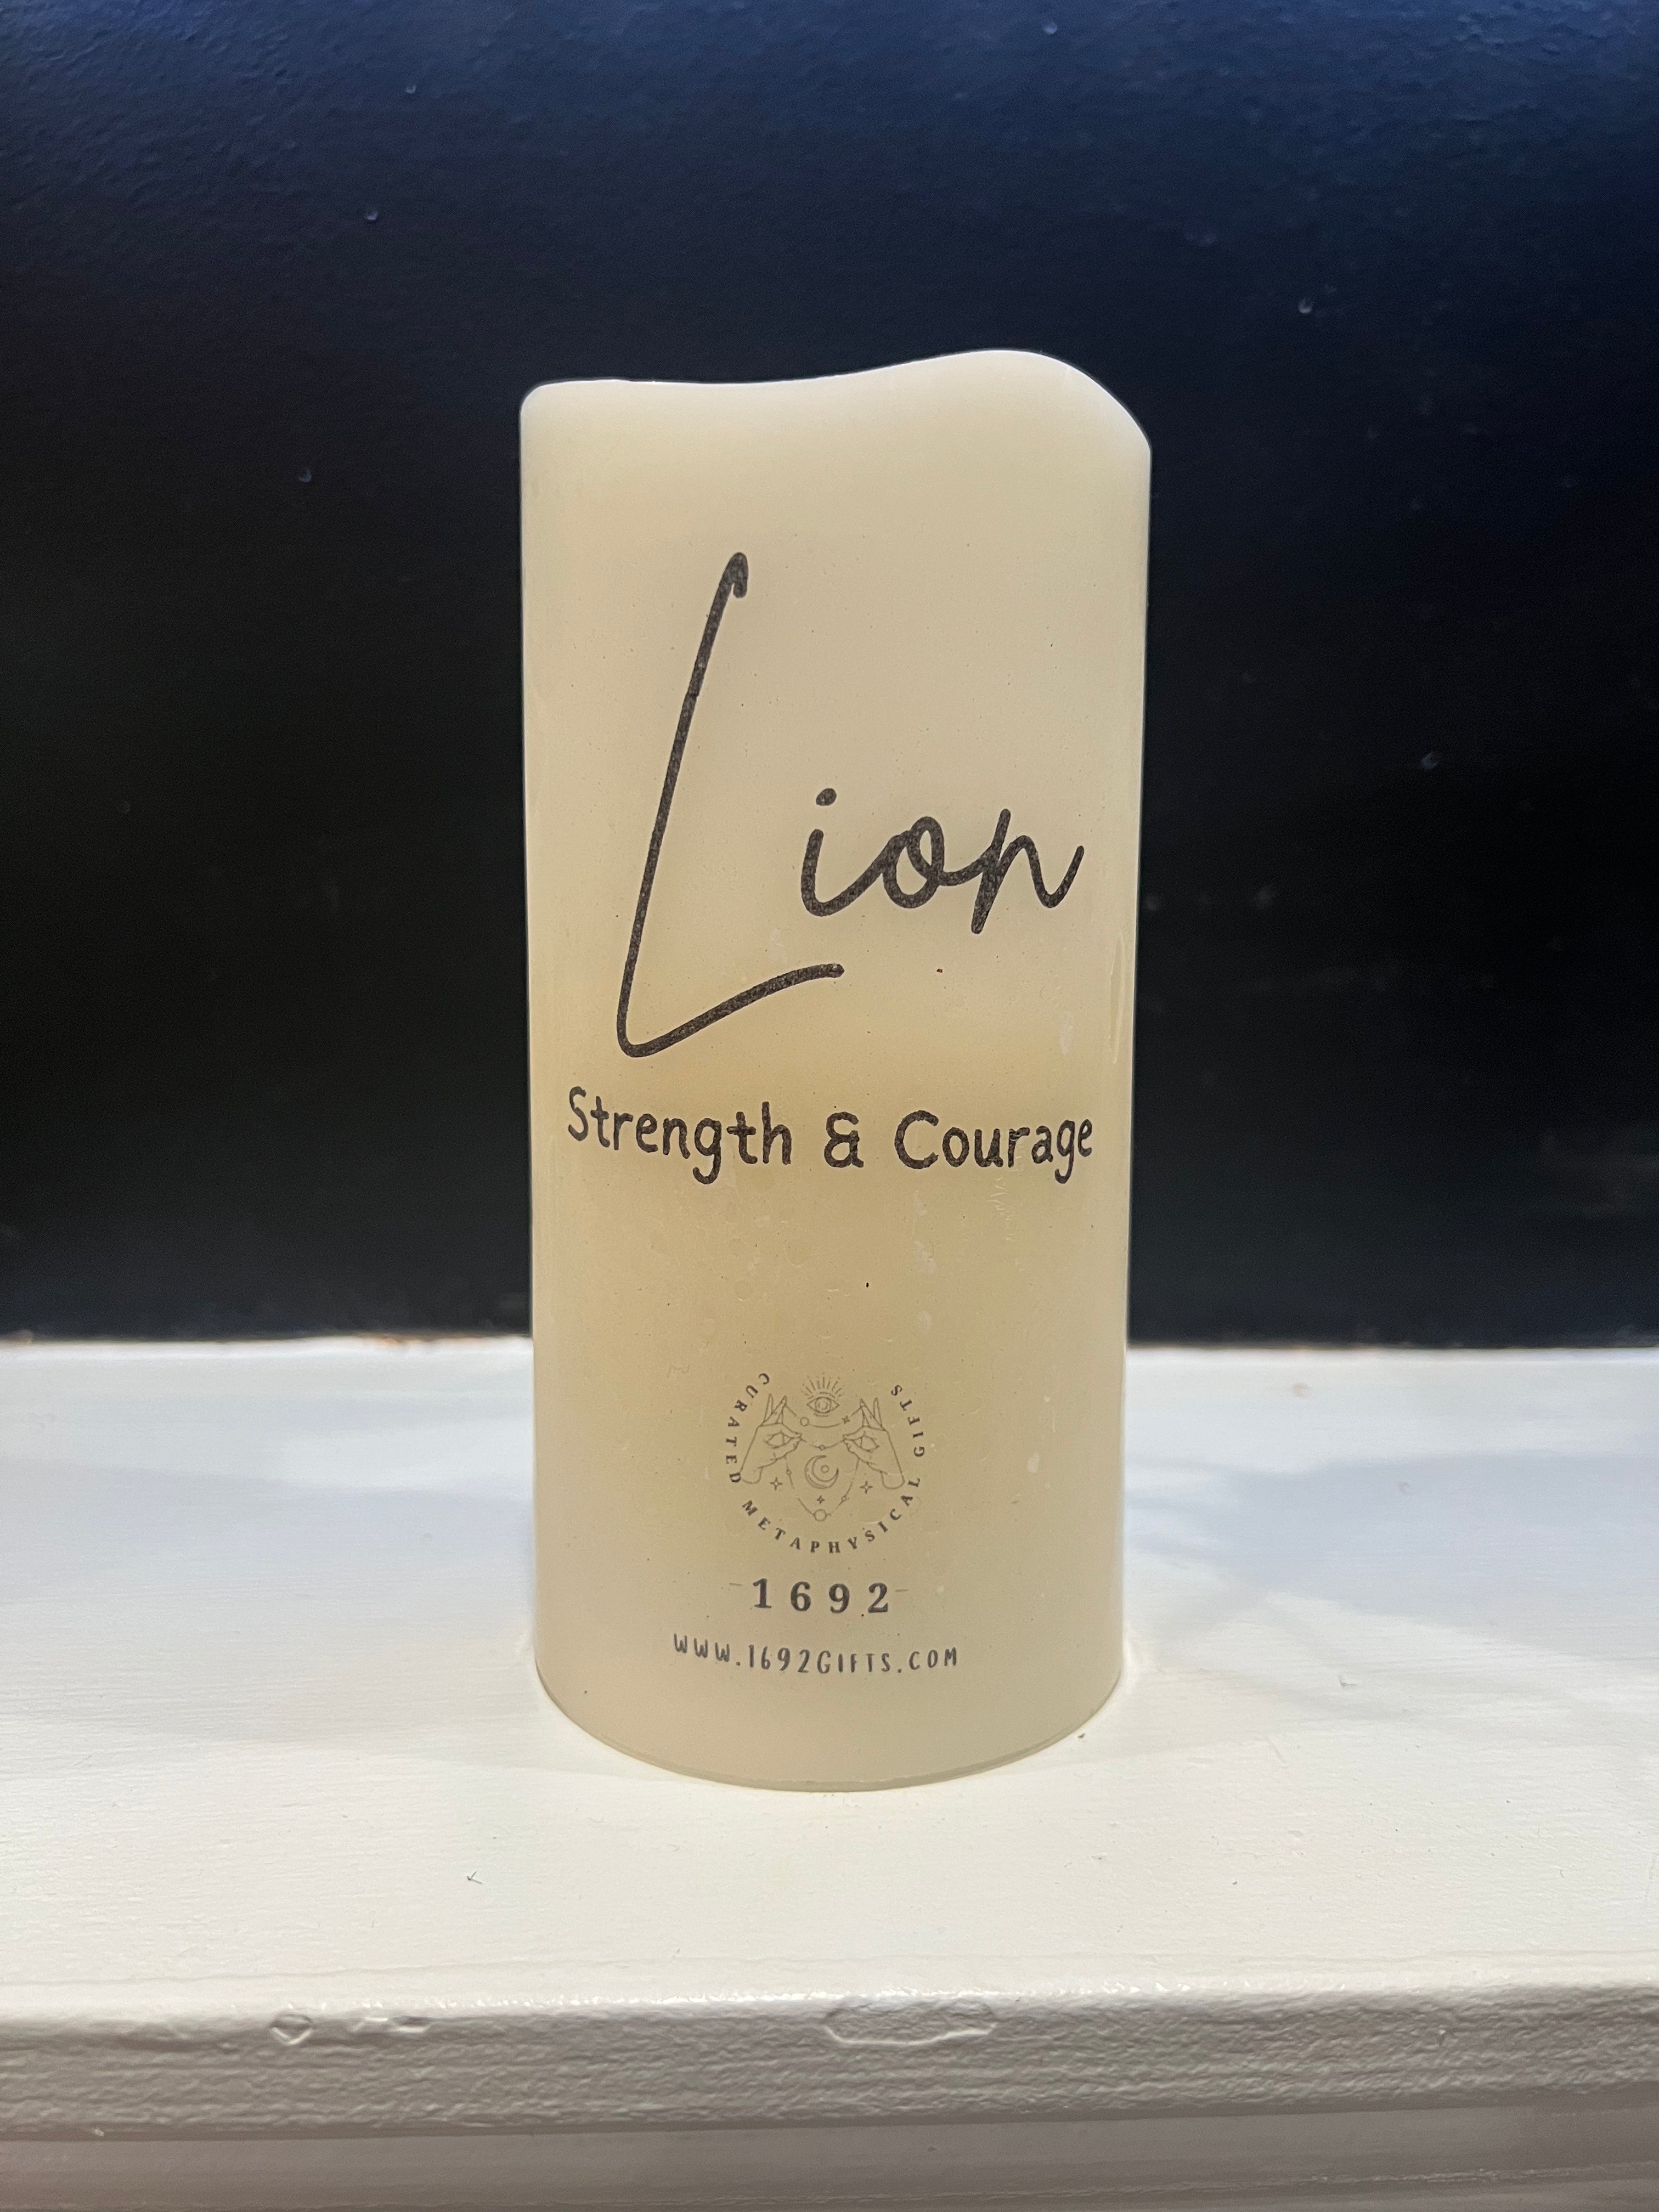 Lion
Strength & Courage
CURATED METAPHYSICAL GIFTS
1692
WWW.1692GIFTS.COM